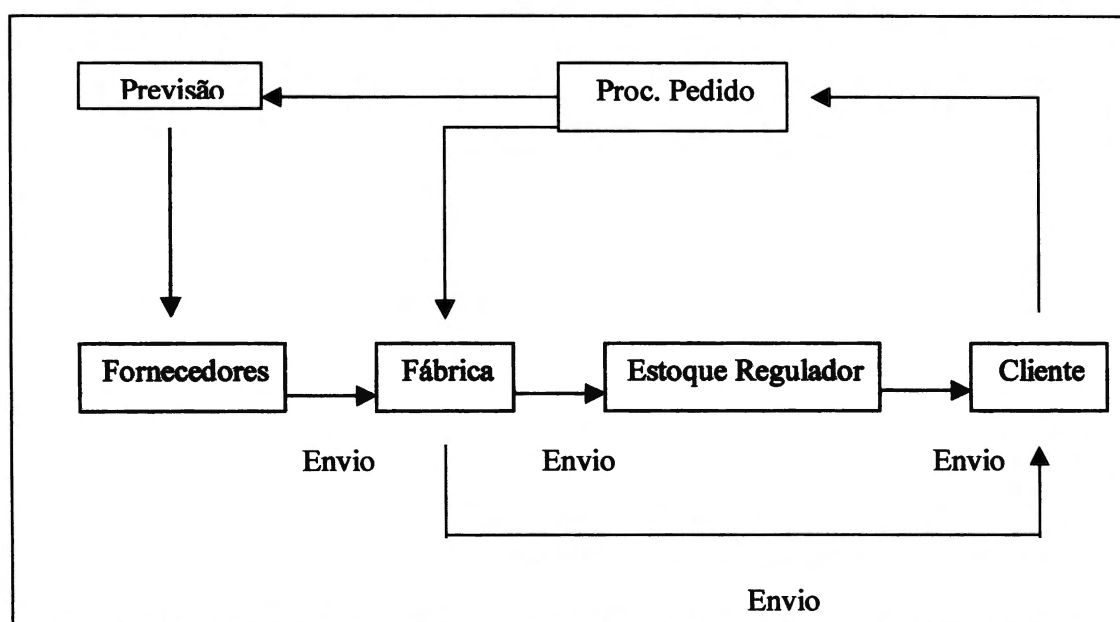 Previsão
Proc. Pedido
Fornecedores
Fábrica
Estoque Regulador
Cliente
Envio
Envio
Envio
Envio